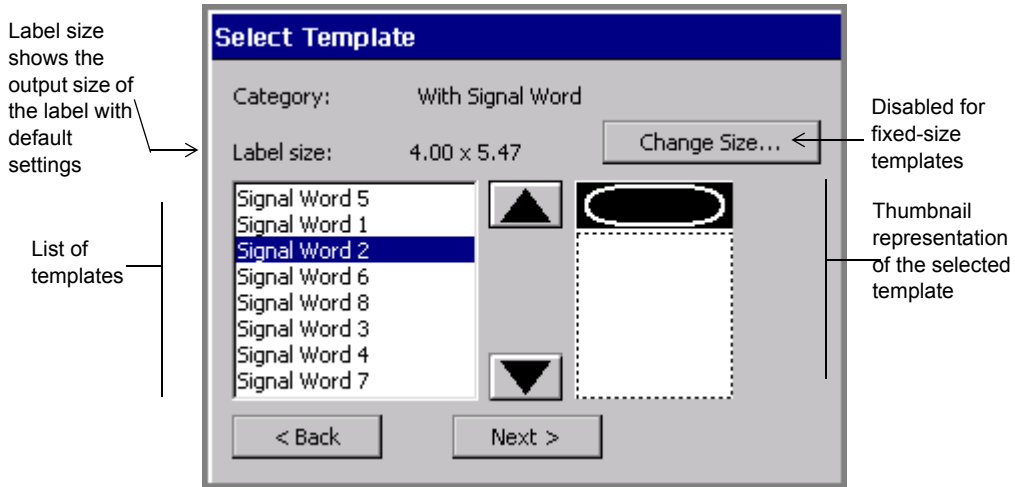 Label size
shows the
output size of
the label with
default
settings
Select Template
Category: With Signal Word
Label size: 4.00 x 5.47
Change Size...
Disabled for
fixed-size
templates
List of
templates
Signal Word 5
Signal Word 1
Signal Word 2
Signal Word 6
Signal Word 8
Signal Word 3
Signal Word 4
Signal Word 7
Thumbnail
representation
of the selected
template
< Back
Next >